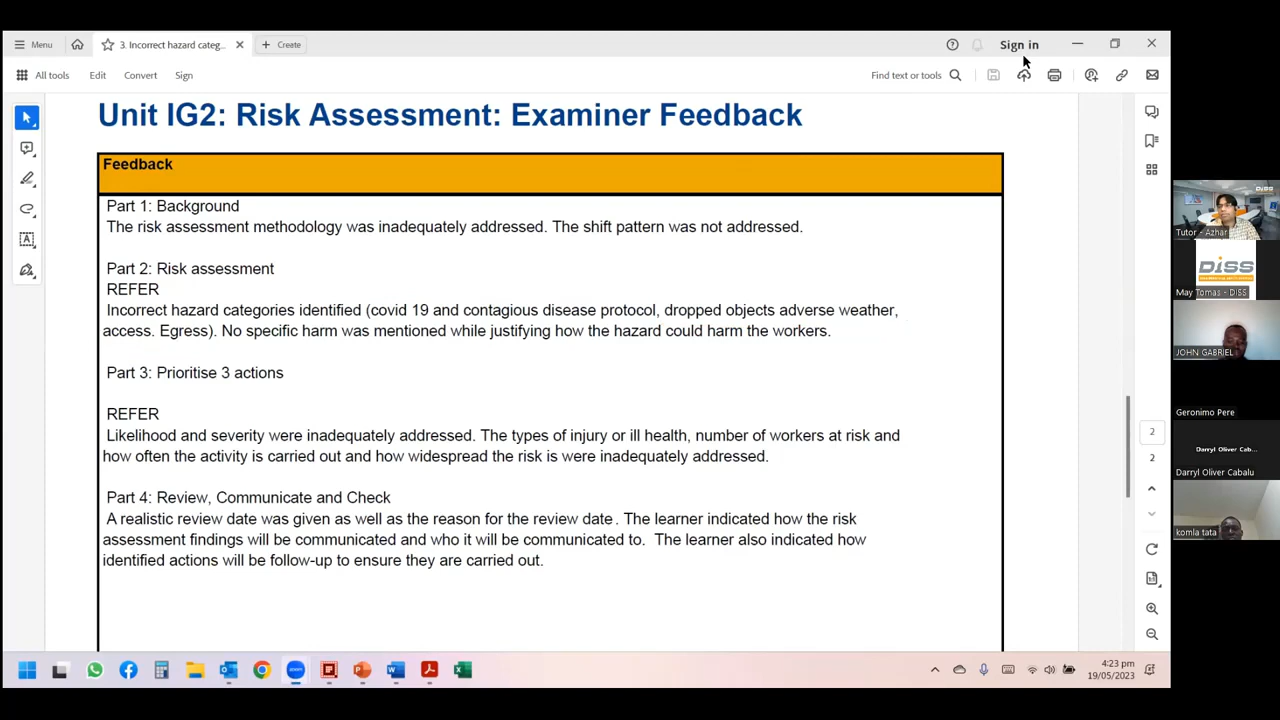 Menu
3. Incorrect hazard categ...
Create
Sign in
All tools
Edit
Convert
Sign
Find text or tools
Unit IG2: Risk Assessment: Examiner Feedback
Feedback
Part 1: Background
The risk assessment methodology was inadequately addressed. The shift pattern was not addressed.
Part 2: Risk assessment
REFER
Incorrect hazard categories identified (covid 19 and contagious disease protocol, dropped objects adverse weather,
access. Egress). No specific harm was mentioned while justifying how the hazard could harm the workers.
Part 3: Prioritise 3 actions
REFER
Likelihood and severity were inadequately addressed. The types of injury or ill health, number of workers at risk and
how often the activity is carried out and how widespread the risk is were inadequately addressed.
Part 4: Review, Communicate and Check
A realistic review date was given as well as the reason for the review date. The learner indicated how the risk
assessment findings will be communicated and who it will be communicated to. The learner also indicated how
identified actions will be follow-up to ensure they are carried out.
2
2
4:23 pm
19/05/2023
DISS
Tutor - Azhar
DISS
May Tomas - DISS
JOHN GABRIEL
Geronimo Pere
Darryl Oliver Cab...
Darryl Oliver Cabalu
komla tata